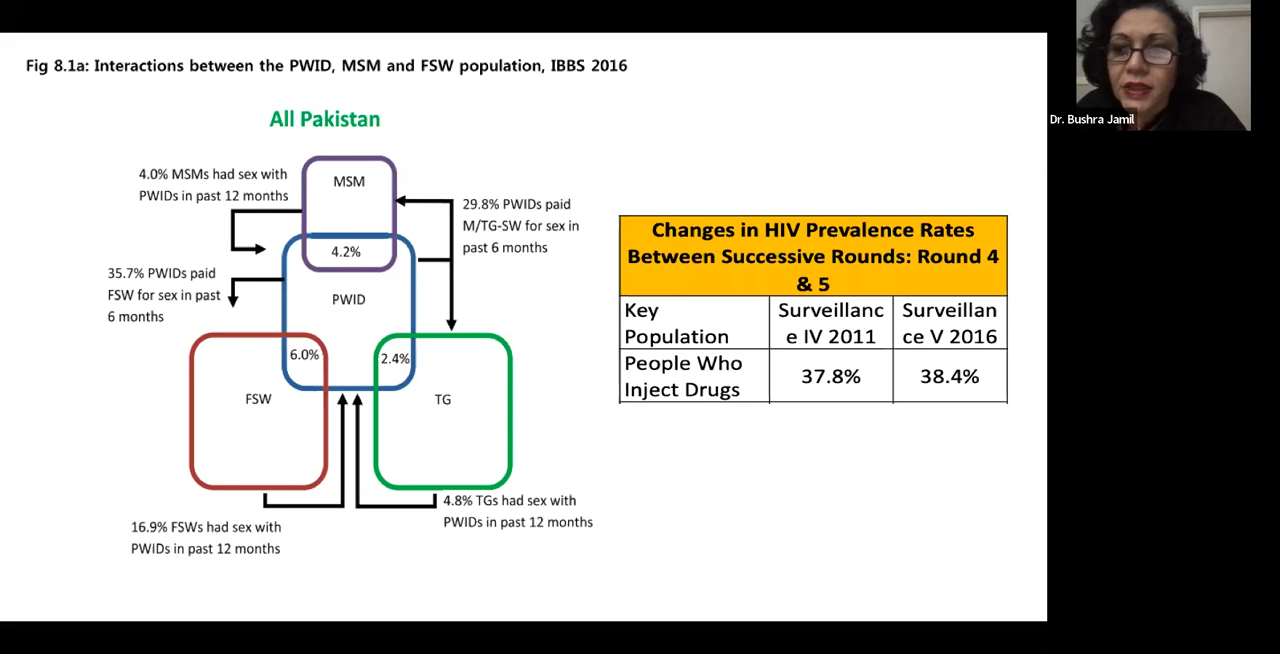 Fig 8.1a: Interactions between the PWID, MSM and FSW population, IBBS 2016
All Pakistan
4.0% MSMs had sex with
PWIDs in past 12 months
MSM
29.8% PWIDs paid
M/TG-SW for sex in
past 6 months
4.2%
35.7% PWIDs paid
FSW for sex in past
6 months
PWID
6.0%
2.4%
FSW
TG
16.9% FSWs had sex with
PWIDs in past 12 months
4.8% TGs had sex with
PWIDs in past 12 months
Changes in HIV Prevalence Rates
Between Successive Rounds: Round 4
& 5
Key
Population
Surveillanc
e IV 2011
Surveillan
ce V 2016
People Who
Inject Drugs
37.8%
38.4%
Dr. Bushra Jamil